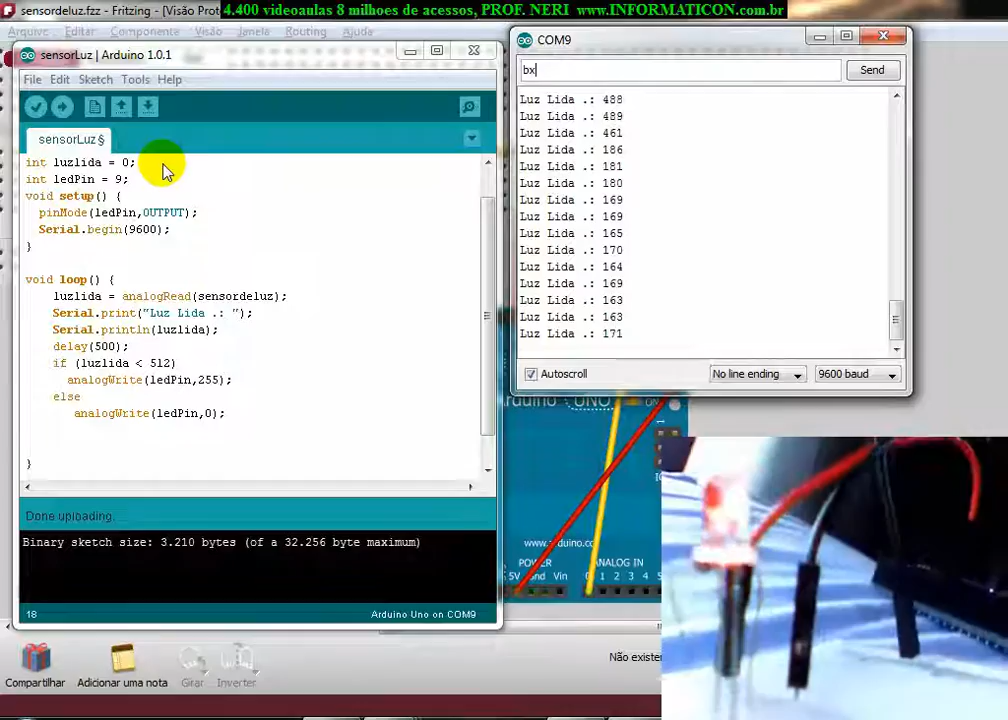 sensordeluz.fzz - Fritzing - [Visão Prot
4.400 videoaulas 8 milhoes de acessos, PROF. NERI www.INFORMATICON.com.br
Arquivo Editar Componente Visão Janela Routing Ajuda
sensorLuz | Arduino 1.0.1
File Edit Sketch Tools Help
sensorLuz§
int luzlida = 0;
int ledPin = 9;
void setup() {
pinMode(ledPin,OUTPUT);
Serial.begin(9600);
}
void loop() {
luzlida = analogRead(sensordeluz);
Serial.print("Luz Lida .: ");
Serial.println(luzlida);
delay(500);
if (luzlida < 512)
analogWrite(ledPin,255);
else
analogWrite(ledPin,0);
}
Done uploading.
Binary sketch size: 3.210 bytes (of a 32.256 byte maximum)
18
Arduino Uno on COM9
COM9
bx
Send
Luz Lida .: 488
Luz Lida .: 489
Luz Lida .: 461
Luz Lida .: 186
Luz Lida .: 181
Luz Lida .: 180
Luz Lida .: 169
Luz Lida .: 169
Luz Lida .: 165
Luz Lida .: 170
Luz Lida .: 164
Luz Lida .: 169
Luz Lida .: 163
Luz Lida .: 163
Luz Lida .: 171
Autoscroll
No line ending
9600 baud
UNO
ON
POWER
ANALOG IN
5V Gnd Vin 0 1 2 3 4 5
Compartilhar
Adicionar uma nota
Girar
Inverter
Não existe